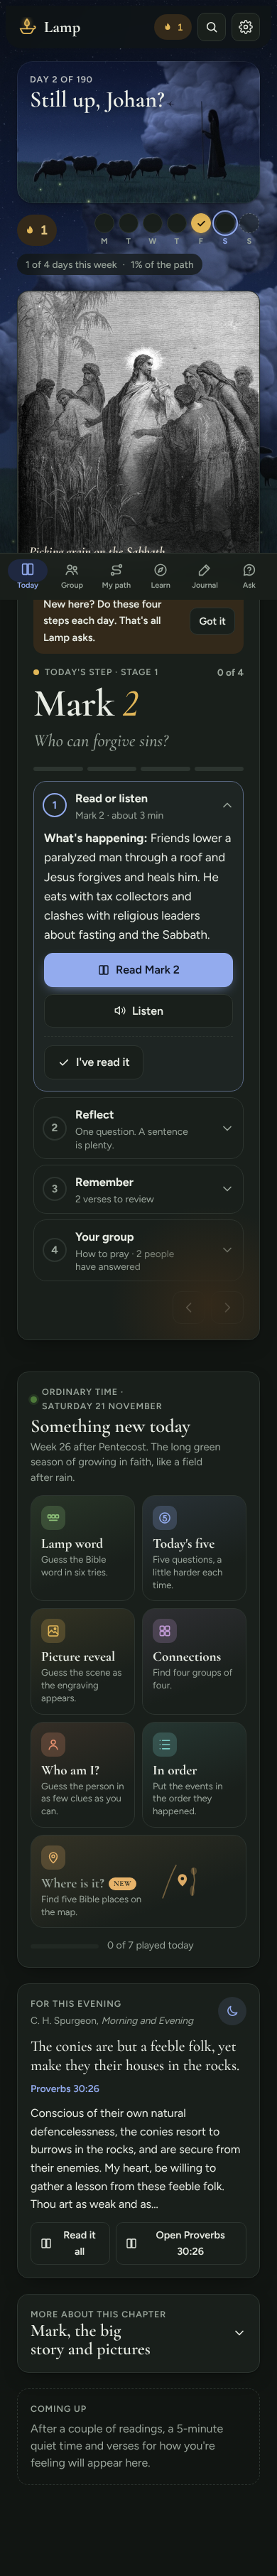 Lamp
1
DAY 2 OF 190
Still up, Johan?
1
M T W T F S S
1 of 4 days this week · 1% of the path
Picking grain on the Sabbath
Today Group My path Learn Journal Ask
New here? Do these four
steps each day. That's all
Lamp asks.
Got it
TODAY'S STEP · STAGE 1
0 of 4
Mark 2
Who can forgive sins?
1
Read or listen
Mark 2 · about 3 min
What's happening: Friends lower a
paralyzed man through a roof and
Jesus forgives and heals him. He
eats with tax collectors and
clashes with religious leaders
about fasting and the Sabbath.
Read Mark 2
Listen
I've read it
2
Reflect
One question. A sentence
is plenty.
3
Remember
2 verses to review
4
Your group
How to pray · 2 people
have answered
ORDINARY TIME ·
SATURDAY 21 NOVEMBER
Something new today
Week 26 after Pentecost. The long green
season of growing in faith, like a field
after rain.
Lamp word
Guess the Bible
word in six tries.
5
Today's five
Five questions, a
little harder each
time.
Picture reveal
Guess the scene as
the engraving
appears.
Connections
Find four groups of
four.
Who am I?
Guess the person in
as few clues as you
can.
In order
Put the events in
the order they
happened.
Where is it? NEW
Find five Bible places on
the map.
0 of 7 played today
FOR THIS EVENING
C. H. Spurgeon, Morning and Evening
The conies are but a feeble folk, yet
make they their houses in the rocks.
Proverbs 30:26
Conscious of their own natural
defencelessness, the conies resort to
burrows in the rocks, and are secure from
their enemies. My heart, be willing to
gather a lesson from these feeble folk.
Thou art as weak and as…
Read it
all
Open Proverbs
30:26
MORE ABOUT THIS CHAPTER
Mark, the big
story and pictures
COMING UP
After a couple of readings, a 5-minute
quiet time and verses for how you're
feeling will appear here.